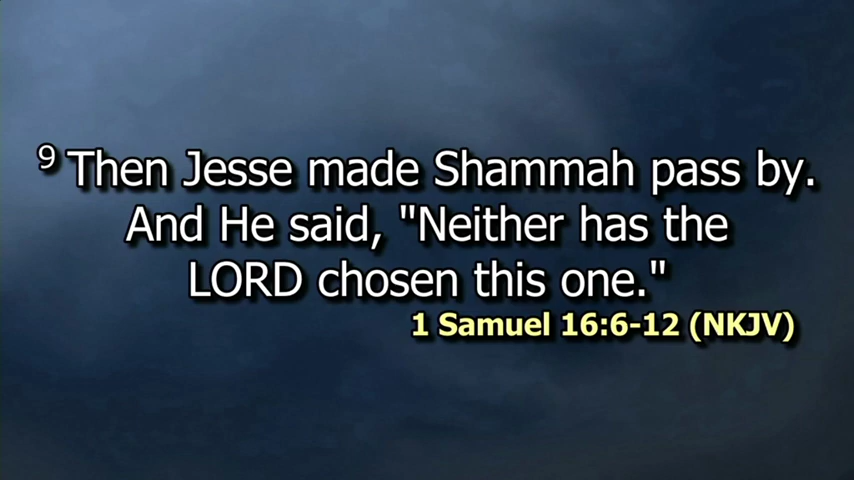 9 Then Jesse made Shammah pass by.
And He said, "Neither has the
LORD chosen this one."
1 Samuel 16:6-12 (NKJV)